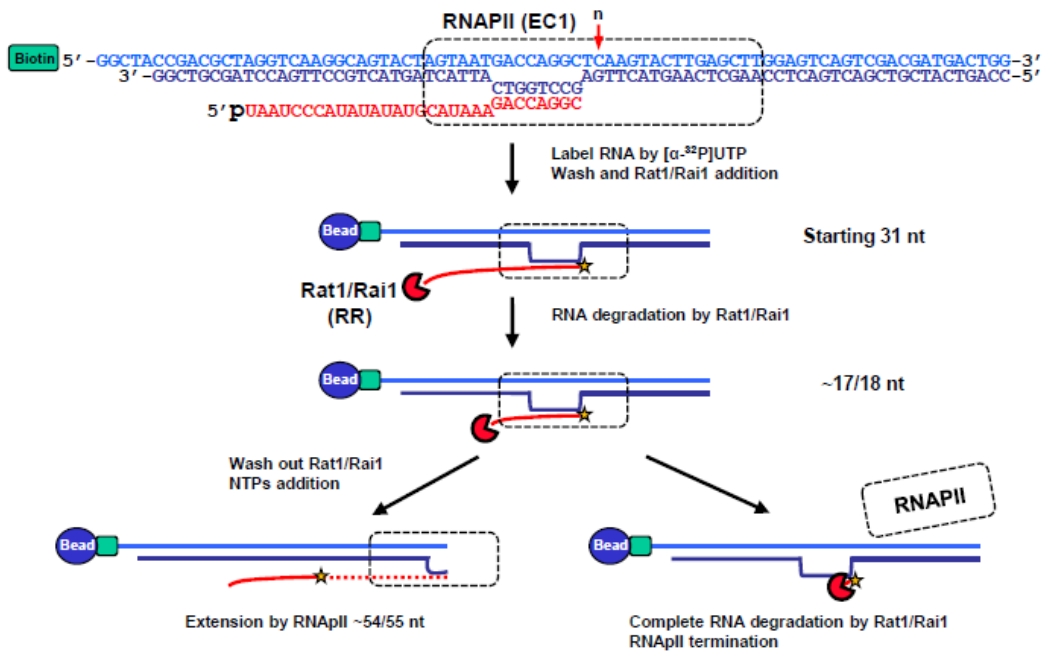 RNAPII (EC1)
n
Biotin 5'-GGCTACCGACGCTAGGTCAAGGCAGTACTAGTAATGACCAGGCTCAAGTACTTGAGCTTGGAGTCAGTCGACGATGACTGG-3'
3'-GGCTGCGATCCAGTTCCGTCATGATCATTA AGTTCATGAACTCGAACCTCAGTCAGCTGCTACTGACC-5'
CTGGTCCG
5'pUAAUCCCAUAUAUAUGCAUAAAGACCAGGC
Label RNA by [α-³²P]UTP
Wash and Rat1/Rai1 addition
Bead
Starting 31 nt
Rat1/Rai1
(RR)
RNA degradation by Rat1/Rai1
Bead
~17/18 nt
Wash out Rat1/Rai1
NTPs addition
RNAPII
Bead
Bead
Extension by RNApII ~54/55 nt
Complete RNA degradation by Rat1/Rai1
RNApII termination